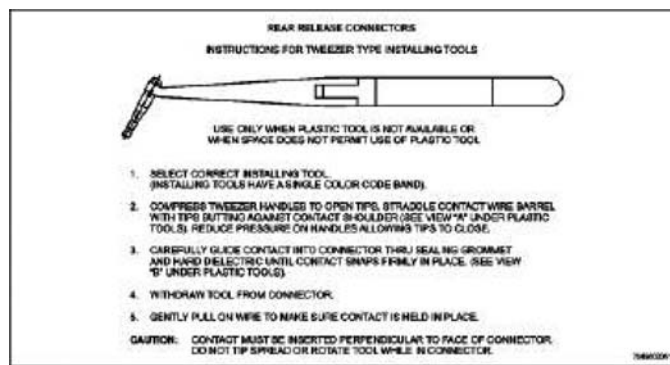 REAR RELEASE CONNECTORS
INSTRUCTIONS FOR TWEEZER TYPE INSTALLING TOOLS
USE ONLY WHEN PLASTIC TOOL IS NOT AVAILABLE OR
WHEN SPACE DOES NOT PERMIT USE OF PLASTIC TOOL
1. SELECT CORRECT INSTALLING TOOL.
(INSTALLING TOOLS HAVE A SINGLE COLOR CODE BAND).
2. COMPRESS TWEEZER HANDLES TO OPEN TIPS. STRADDLE CONTACT WIRE BARREL
WITH TIPS BUTTING AGAINST CONTACT SHOULDER (SEE VIEW "A" UNDER PLASTIC
TOOLS). REDUCE PRESSURE ON HANDLES ALLOWING TIPS TO CLOSE.
3. CAREFULLY GUIDE CONTACT INTO CONNECTOR THRU SEALING GROMMET
AND HARD DIELECTRIC UNTIL CONTACT SNAPS FIRMLY IN PLACE. (SEE VIEW
"B" UNDER PLASTIC TOOLS).
4. WITHDRAW TOOL FROM CONNECTOR.
5. GENTLY PULL ON WIRE TO MAKE SURE CONTACT IS HELD IN PLACE.
CAUTION: CONTACT MUST BE INSERTED PERPENDICULAR TO FACE OF CONNECTOR.
DO NOT TIP SPREAD OR ROTATE TOOL WHILE IN CONNECTOR.